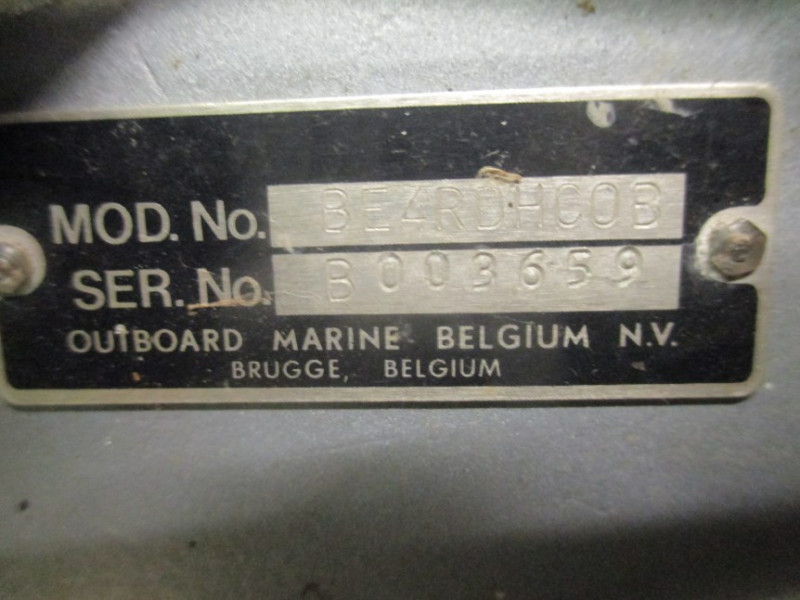 MOD. No. BE4RDHCOB
SER. No. B003659
OUTBOARD MARINE BELGIUM N.V.
BRUGGE, BELGIUM